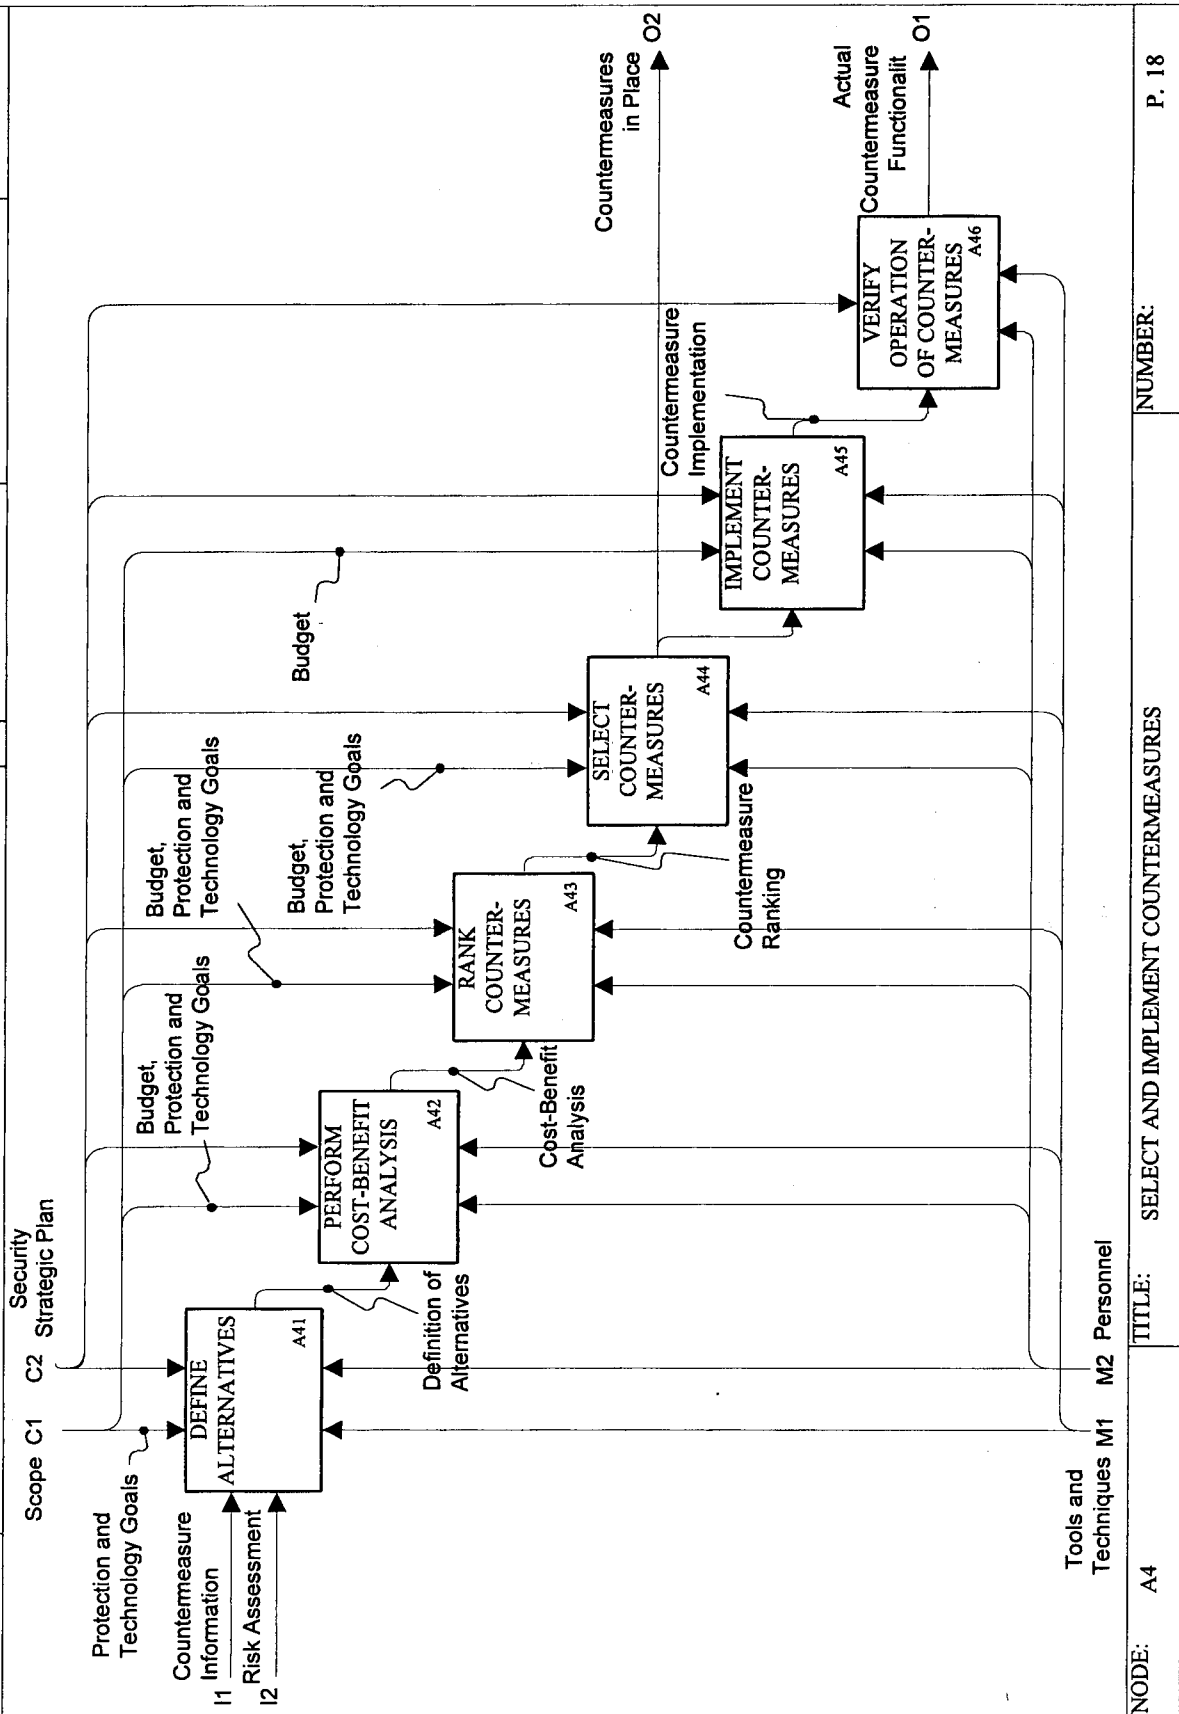 Scope C1
C2
Security
Strategic Plan
Protection and
Technology Goals
Countermeasure
Information
I1
Risk Assessment
I2
DEFINE
ALTERNATIVES
A41
Definition of
Alternatives
Budget,
Protection and
Technology Goals
PERFORM
COST-BENEFIT
ANALYSIS
A42
Cost-Benefit
Analysis
Budget,
Protection and
Technology Goals
RANK
COUNTER-
MEASURES
A43
Countermeasure
Ranking
Budget,
Protection and
Technology Goals
SELECT
COUNTER-
MEASURES
A44
Budget
IMPLEMENT
COUNTER-
MEASURES
A45
Countermeasure
Implementation
VERIFY
OPERATION
OF COUNTER-
MEASURES
A46
Countermeasures
in Place
O2
Actual
Countermeasure
Functionalit
O1
Tools and
Techniques M1
M2 Personnel
NODE:
A4
TITLE:
SELECT AND IMPLEMENT COUNTERMEASURES
NUMBER:
P. 18